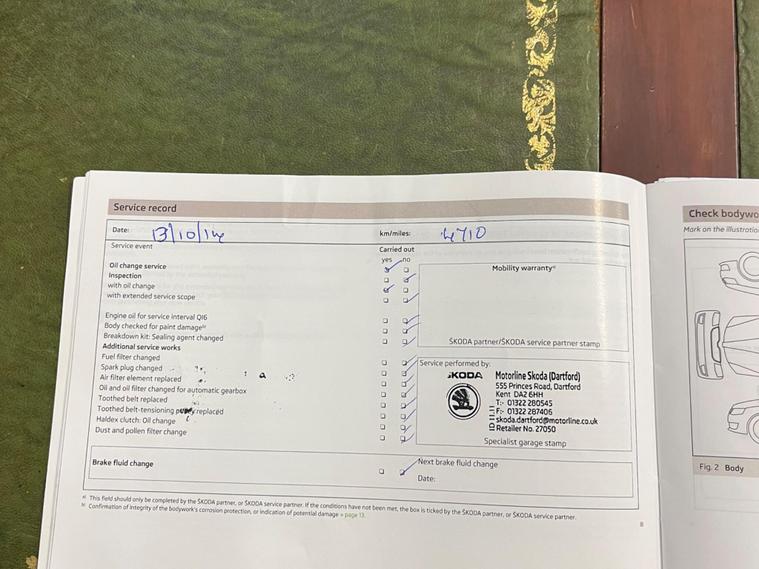 Service record
Date: 13/10/14 km/miles: 4710
Service event Carried out
yes no
Oil change service
Inspection
with oil change
with extended service scope
Engine oil for service interval QI6
Body checked for paint damage b)
Breakdown kit: Sealing agent changed
Additional service works
Fuel filter changed
Spark plug changed
Air filter element replaced
Oil and oil filter changed for automatic gearbox
Toothed belt replaced
Toothed belt-tensioning pulley replaced
Haldex clutch: Oil change
Dust and pollen filter change
Brake fluid change
Mobility warranty a)
ŠKODA partner/ŠKODA service partner stamp
Service performed by:
ŠKODA
Motorline Skoda (Dartford)
555 Princes Road, Dartford
Kent DA2 6HH
T:- 01322 280545
F:- 01322 287406
skoda.dartford@motorline.co.uk
Retailer No. 27050
Specialist garage stamp
Next brake fluid change
Date:
a) This field should only be completed by the ŠKODA partner, or ŠKODA service partner. If the conditions have not been met, the box is ticked by the ŠKODA partner, or ŠKODA service partner.
b) Confirmation of integrity of the bodywork's corrosion protection, or indication of potential damage » page 13.
Check bodywo
Mark on the illustratio
Fig. 2 Body